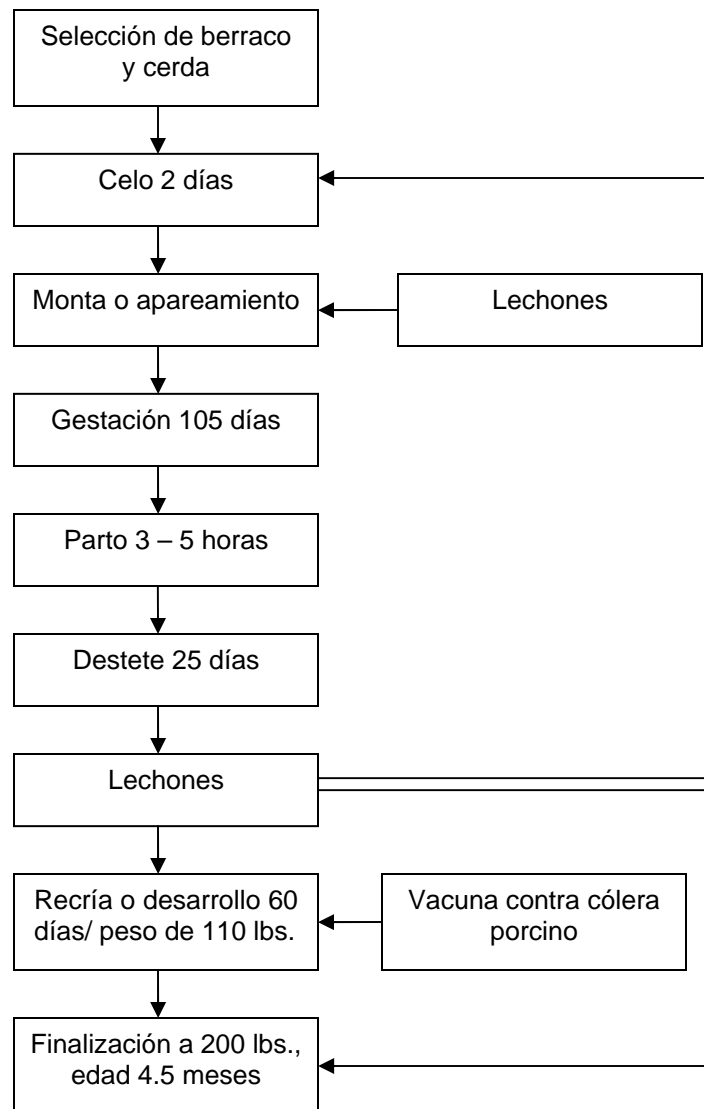 Selección de berraco
y cerda
Celo 2 días
Monta o apareamiento
Lechones
Gestación 105 días
Parto 3 – 5 horas
Destete 25 días
Lechones
Recría o desarrollo 60
días/ peso de 110 lbs.
Vacuna contra cólera
porcino
Finalización a 200 lbs.,
edad 4.5 meses